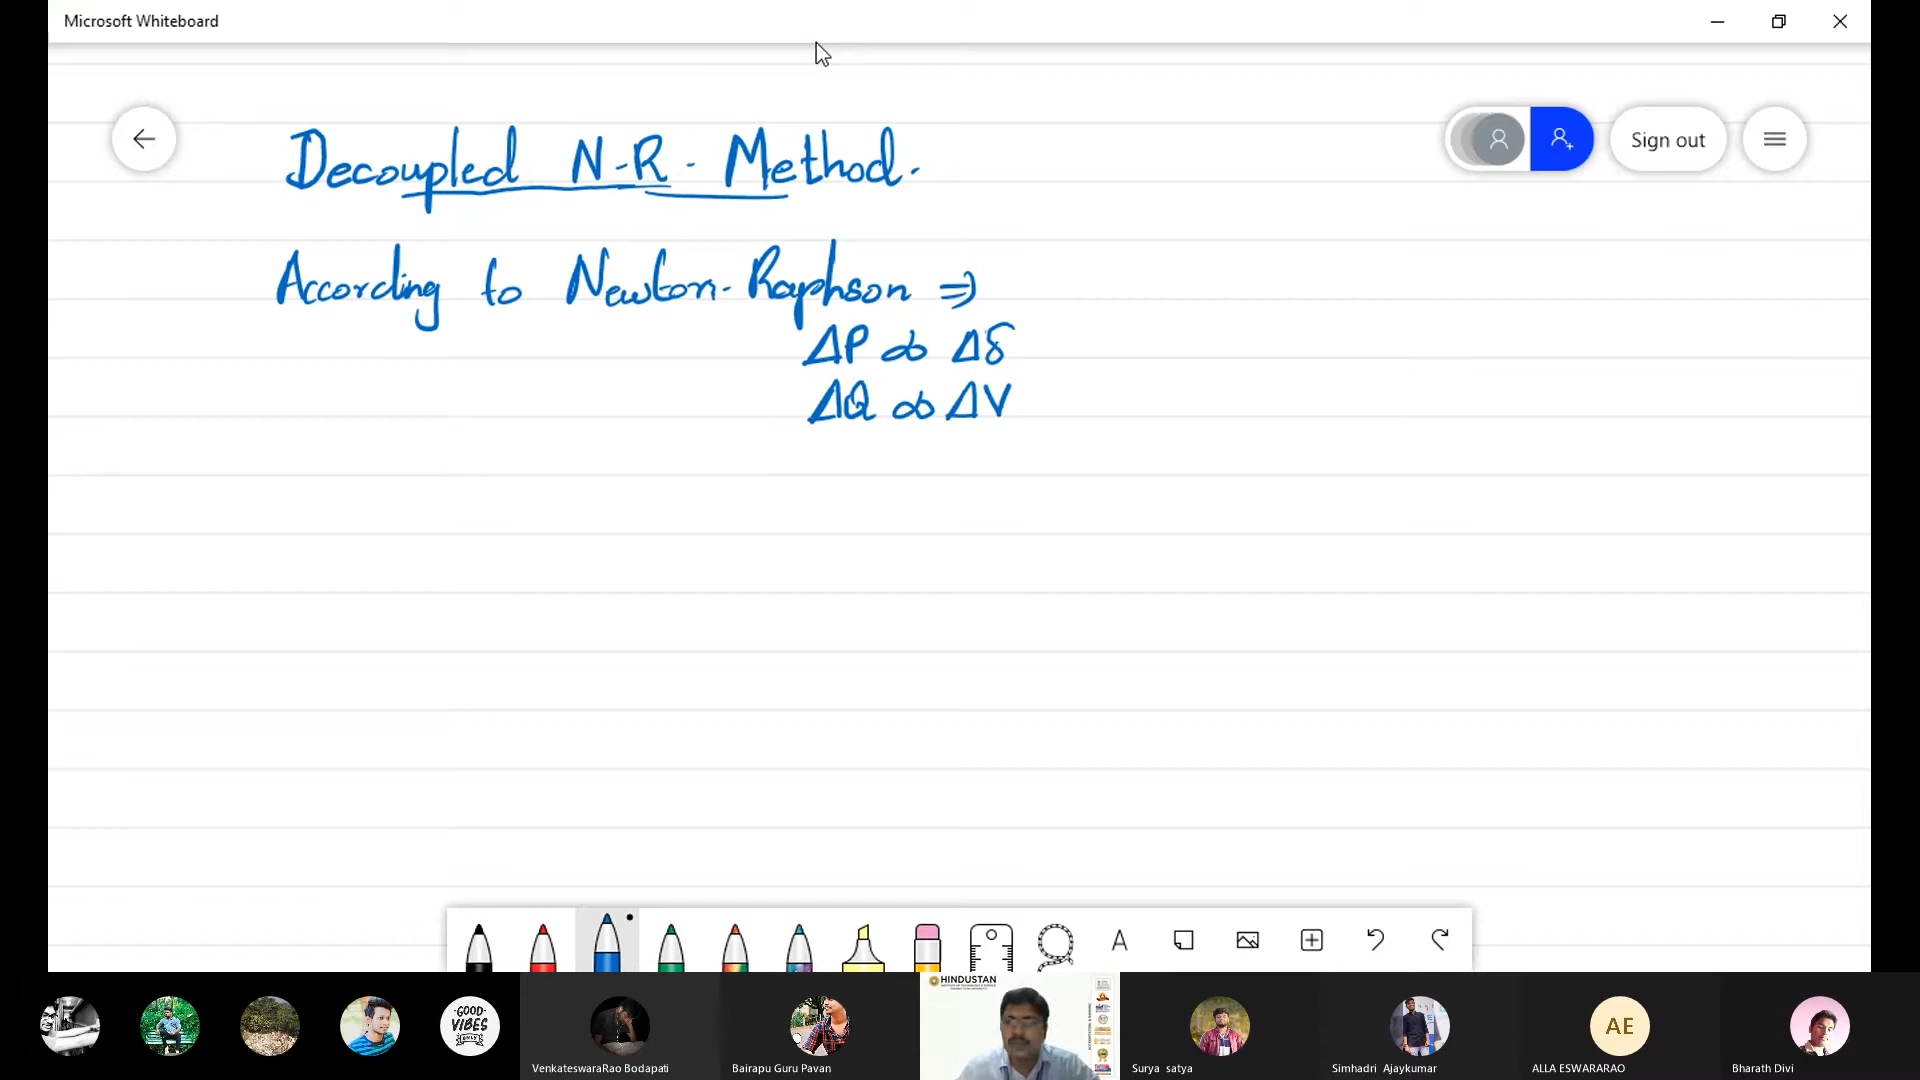 Microsoft Whiteboard
Sign out
Decoupled N-R- Method.
According to Newton-Raphson ⇒
ΔP ∝ Δδ
ΔQ ∝ ΔV
GOOD
VIBES
ONLY
HINDUSTAN
AE
VenkateswaraRao Bodapati
Bairapu Guru Pavan
Surya satya
Simhadri Ajaykumar
ALLA ESWARARAO
Bharath Divi